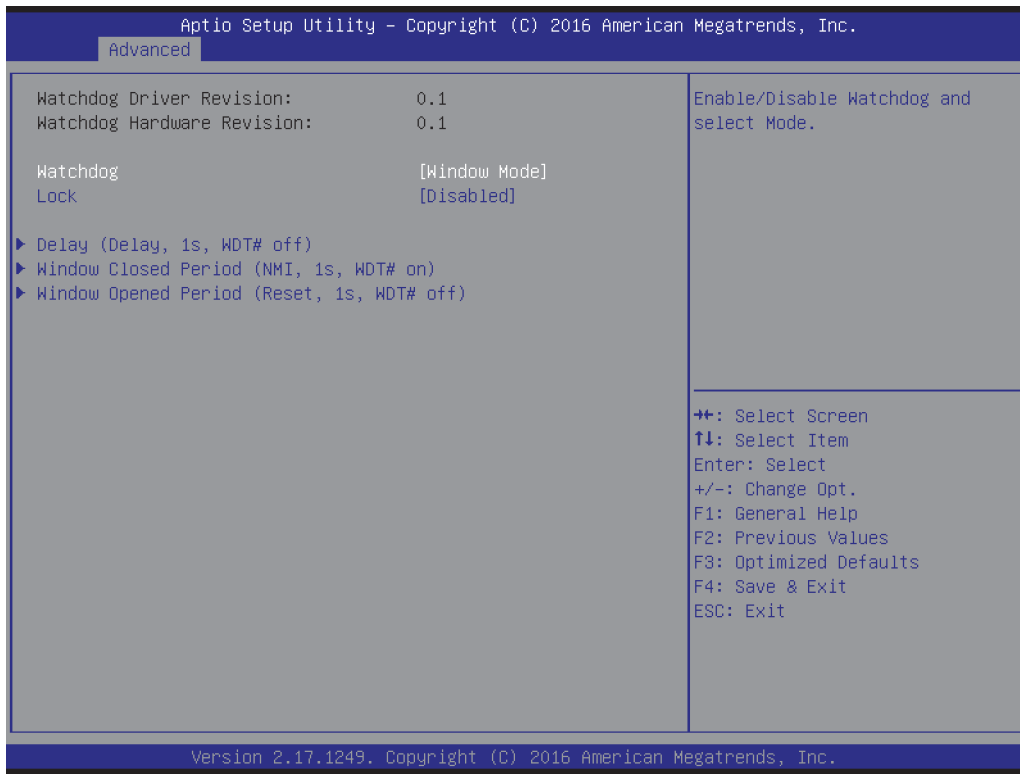 Aptio Setup Utility – Copyright (C) 2016 American Megatrends, Inc.
Advanced
Watchdog Driver Revision: 0.1
Watchdog Hardware Revision: 0.1
Watchdog [Window Mode]
Lock [Disabled]
▶ Delay (Delay, 1s, WDT# off)
▶ Window Closed Period (NMI, 1s, WDT# on)
▶ Window Opened Period (Reset, 1s, WDT# off)
Enable/Disable Watchdog and
select Mode.
→←: Select Screen
↑↓: Select Item
Enter: Select
+/-: Change Opt.
F1: General Help
F2: Previous Values
F3: Optimized Defaults
F4: Save & Exit
ESC: Exit
Version 2.17.1249. Copyright (C) 2016 American Megatrends, Inc.